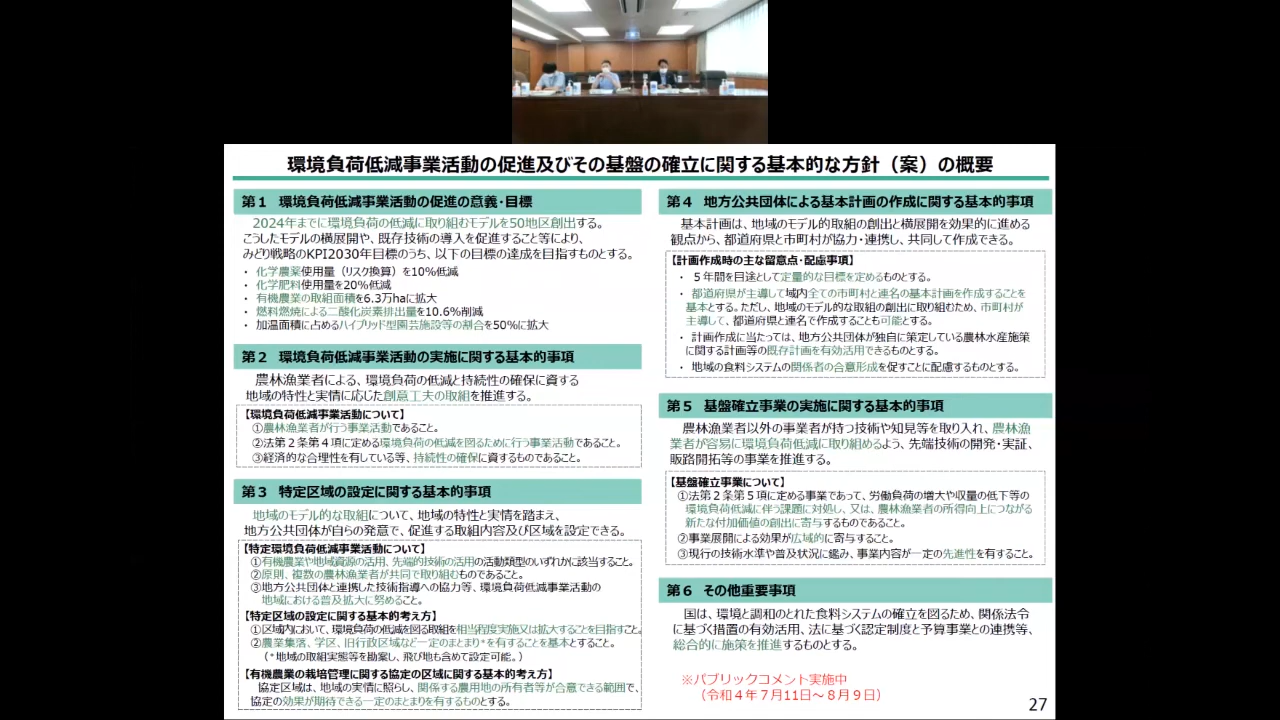 環境負荷低減事業活動の促進及びその基盤の確立に関する基本的な方針（案）の概要
第１　環境負荷低減事業活動の促進の意義･目標
2024年までに環境負荷の低減に取り組むモデルを50地区創出する。
こうしたモデルの横展開や、既存技術の導入を促進すること等により、
みどり戦略のKPI2030年目標のうち、以下の目標の達成を目指すものとする。
・ 化学農薬使用量（リスク換算）を10%低減
・ 化学肥料使用量を20%低減
・ 有機農業の取組面積を6.3万haに拡大
・ 燃料燃焼による二酸化炭素排出量を10.6%削減
・ 加温面積に占めるハイブリッド型園芸施設等の割合を50%に拡大
第２　環境負荷低減事業活動の実施に関する基本的事項
農林漁業者による、環境負荷の低減と持続性の確保に資する
地域の特性と実情に応じた創意工夫の取組を推進する。
【環境負荷低減事業活動について】
①農林漁業者が行う事業活動であること。
②法第２条第４項に定める環境負荷の低減を図るために行う事業活動であること。
③経済的な合理性を有している等、持続性の確保に資するものであること。
第３　特定区域の設定に関する基本的事項
地域のモデル的な取組について、地域の特性と実情を踏まえ、
地方公共団体が自らの発意で、促進する取組内容及び区域を設定できる。
【特定環境負荷低減事業活動について】
①有機農業や地域資源の活用、先端的技術の活用の活動類型のいずれかに該当すること。
②原則、複数の農林漁業者が共同で取り組むものであること。
③地方公共団体と連携した技術指導への協力等、環境負荷低減事業活動の
地域における普及拡大に努めること。
【特定区域の設定に関する基本的考え方】
①区域内において、環境負荷の低減を図る取組を相当程度実施又は拡大することを目指すこと。
②農業集落、学区、旧行政区域など一定のまとまり*を有することを基本とすること。
（*地域の取組実態等を勘案し、飛び地も含めて設定可能。）
【有機農業の栽培管理に関する協定の区域に関する基本的考え方】
協定区域は、地域の実情に照らし、関係する農用地の所有者等が合意できる範囲で、
協定の効果が期待できる一定のまとまりを有するものとする。
第４　地方公共団体による基本計画の作成に関する基本的事項
基本計画は、地域のモデル的取組の創出と横展開を効果的に進める
観点から、都道府県と市町村が協力･連携し、共同して作成できる。
【計画作成時の主な留意点･配慮事項】
・ ５年間を目途として定量的な目標を定めるものとする。
・ 都道府県が主導して域内全ての市町村と連名の基本計画を作成することを
基本とする。ただし、地域のモデル的な取組の創出に取り組むため、市町村が
主導して、都道府県と連名で作成することも可能とする。
・ 計画作成に当たっては、地方公共団体が独自に策定している農林水産施策
に関する計画等の既存計画を有効活用できるものとする。
・ 地域の食料システムの関係者の合意形成を促すことに配慮するものとする。
第５　基盤確立事業の実施に関する基本的事項
農林漁業者以外の事業者が持つ技術や知見等を取り入れ、農林漁
業者が容易に環境負荷低減に取り組めるよう、先端技術の開発･実証、
販路開拓等の事業を推進する。
【基盤確立事業について】
①法第２条第５項に定める事業であって、労働負荷の増大や収量の低下等の
環境負荷低減に伴う課題に対処し、又は、農林漁業者の所得向上につながる
新たな付加価値の創出に寄与するものであること。
②事業展開による効果が広域的に寄与すること。
③現行の技術水準や普及状況に鑑み、事業内容が一定の先進性を有すること。
第６　その他重要事項
国は、環境と調和のとれた食料システムの確立を図るため、関係法令
に基づく措置の有効活用、法に基づく認定制度と予算事業との連携等、
総合的に施策を推進するものとする。
※パブリックコメント実施中
（令和４年７月11日～８月９日）
27